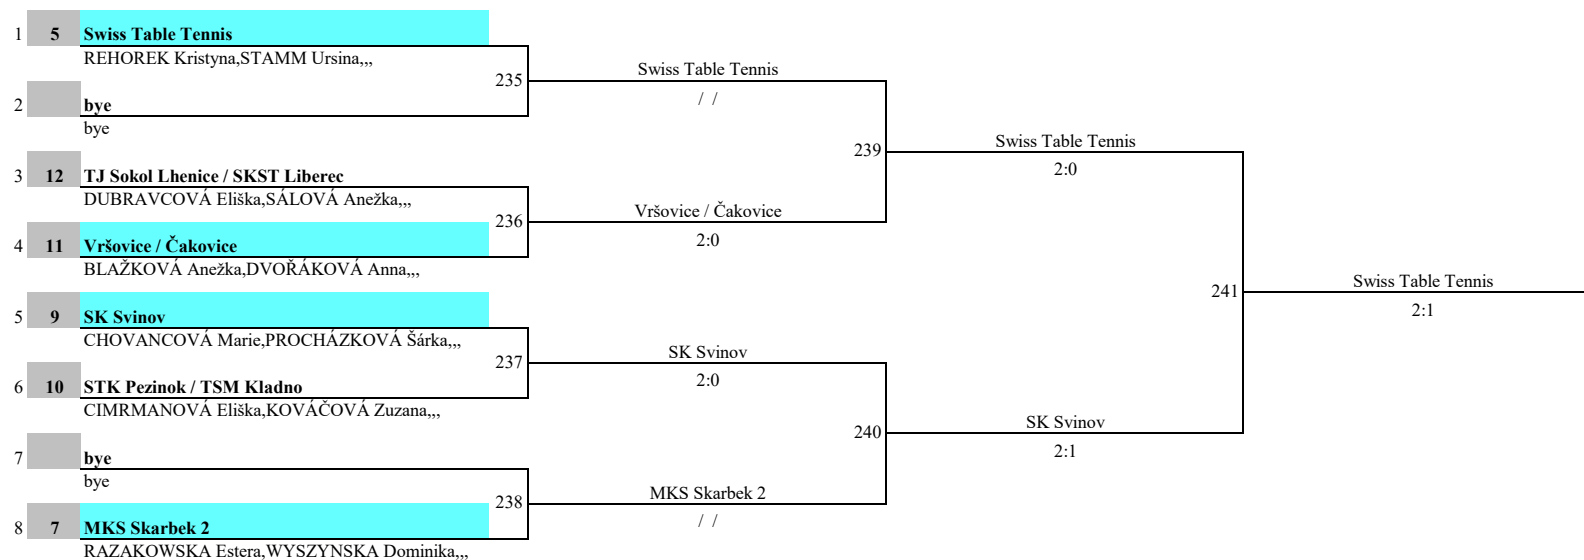 1 5 Swiss Table Tennis
REHOREK Kristyna,STAMM Ursina,,,
235 Swiss Table Tennis
/ /
2 bye
bye
239 Swiss Table Tennis
2:0
3 12 TJ Sokol Lhenice / SKST Liberec
DUBRAVCOVÁ Eliška,SÁLOVÁ Anežka,,,
236 Vršovice / Čakovice
2:0
4 11 Vršovice / Čakovice
BLAŽKOVÁ Anežka,DVOŘÁKOVÁ Anna,,,
241 Swiss Table Tennis
2:1
5 9 SK Svinov
CHOVANCOVÁ Marie,PROCHÁZKOVÁ Šárka,,,
237 SK Svinov
2:0
6 10 STK Pezinok / TSM Kladno
CIMRMANOVÁ Eliška,KOVÁČOVÁ Zuzana,,,
240 SK Svinov
2:1
7 bye
bye
238 MKS Skarbek 2
/ /
8 7 MKS Skarbek 2
RAZAKOWSKA Estera,WYSZYNSKA Dominika,,,